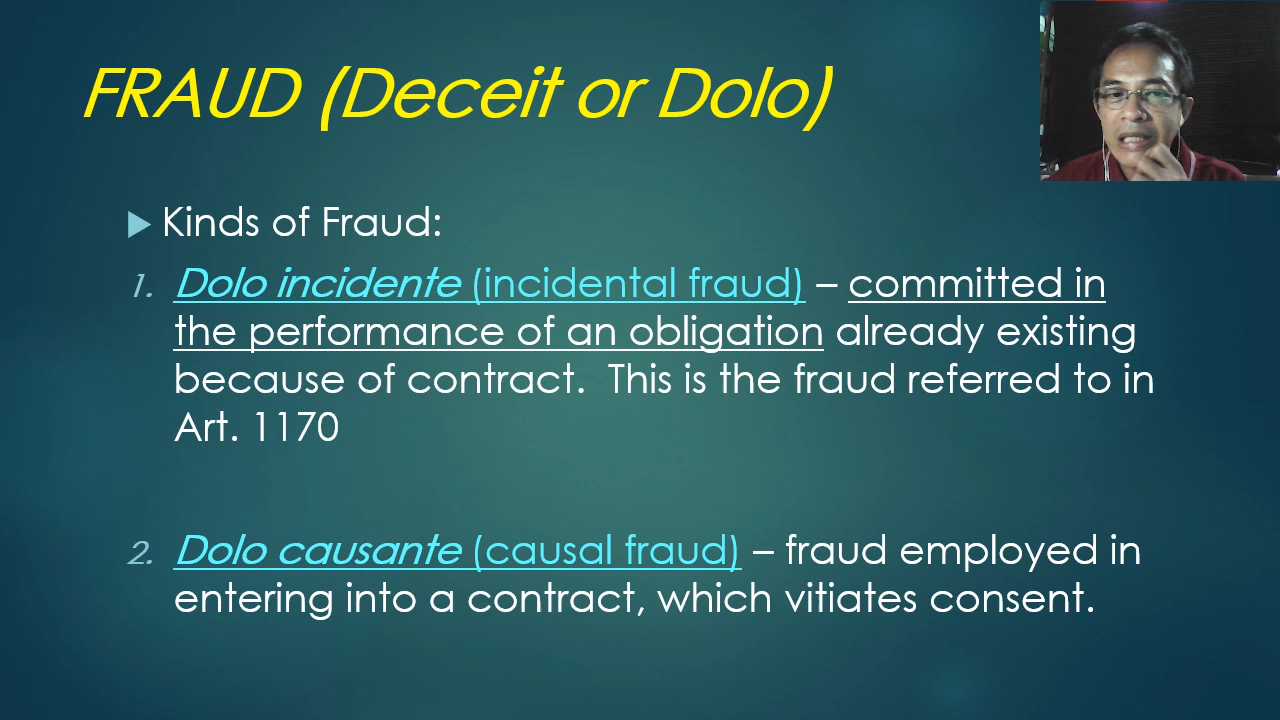 FRAUD (Deceit or Dolo)
Kinds of Fraud:
1. Dolo incidente (incidental fraud) – committed in
the performance of an obligation already existing
because of contract.  This is the fraud referred to in
Art. 1170
2. Dolo causante (causal fraud) – fraud employed in
entering into a contract, which vitiates consent.